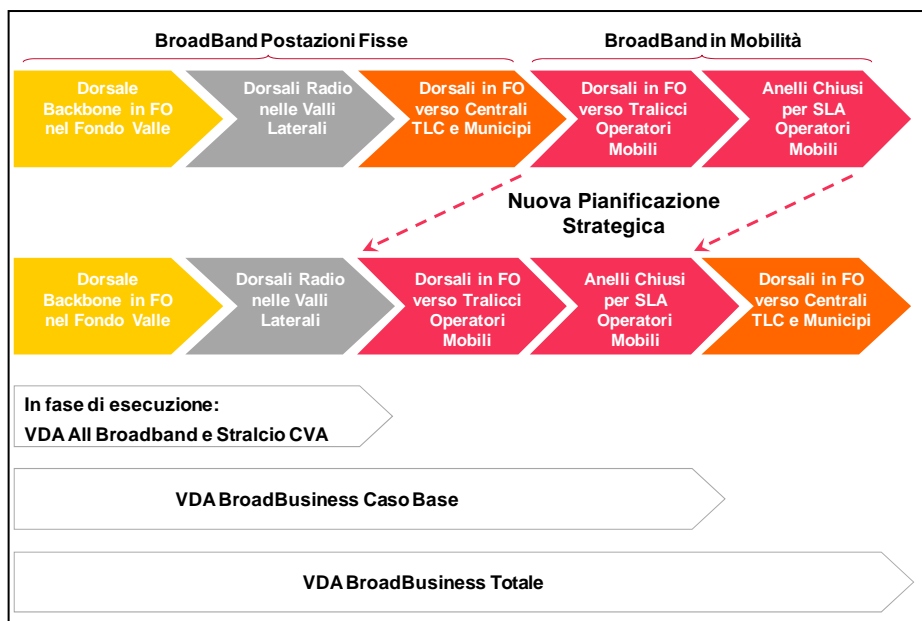 BroadBand Postazioni Fisse
BroadBand in Mobilità
Dorsale
Backbone in FO
nel Fondo Valle
Dorsali Radio
nelle Valli
Laterali
Dorsali in FO
verso Centrali
TLC e Municipi
Dorsali in FO
verso Tralicci
Operatori
Mobili
Anelli Chiusi
per SLA
Operatori
Mobili
Nuova Pianificazione
Strategica
Dorsale
Backbone in FO
nel Fondo Valle
Dorsali Radio
nelle Valli
Laterali
Dorsali in FO
verso Tralicci
Operatori
Mobili
Anelli Chiusi
per SLA
Operatori
Mobili
Dorsali in FO
verso Centrali
TLC e Municipi
In fase di esecuzione:
VDA All Broadband e Stralcio CVA
VDA BroadBusiness Caso Base
VDA BroadBusiness Totale